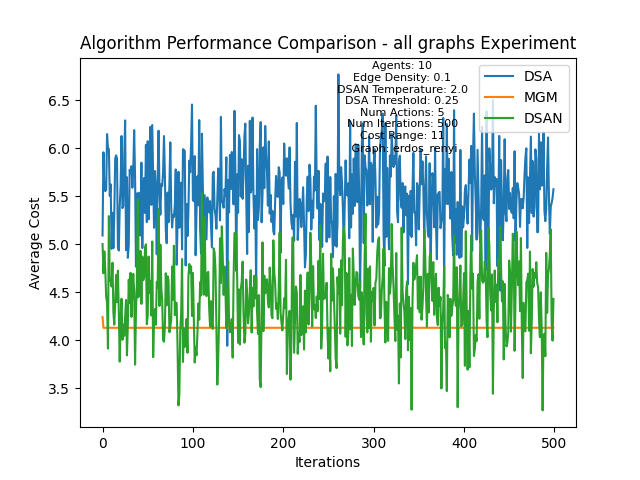 Algorithm Performance Comparison - all graphs Experiment
Agents: 10
Edge Density: 0.1
DSAN Temperature: 2.0
DSA Threshold: 0.25
Num Actions: 5
Num Iterations: 500
Cost Range: 11
Graph: erdos_renyi
DSA
MGM
DSAN
Average Cost
6.5
6.0
5.5
5.0
4.5
4.0
3.5
0 100 200 300 400 500
Iterations